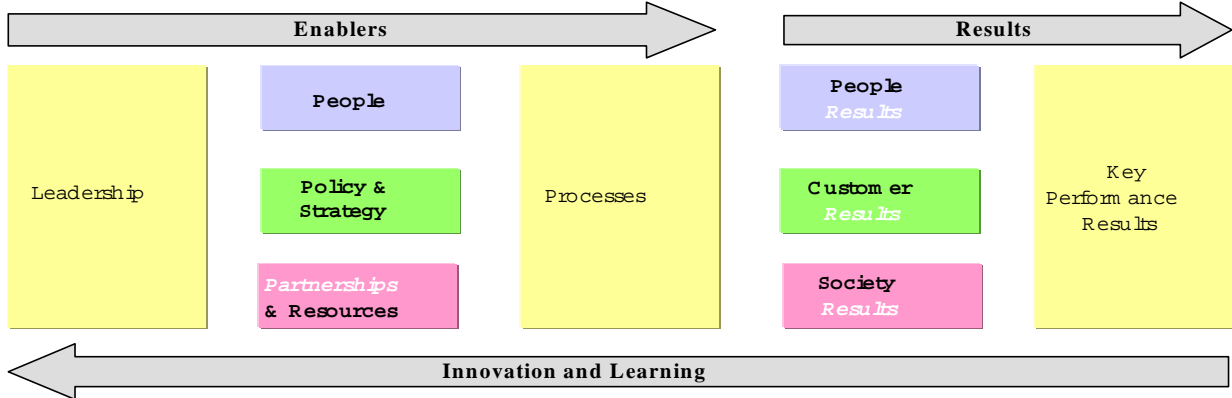 Enablers
Results
Leadership
People
Policy &
Strategy
Partnerships
& Resources
Processes
People
Results
Customer
Results
Society
Results
Key
Performance
Results
Innovation and Learning